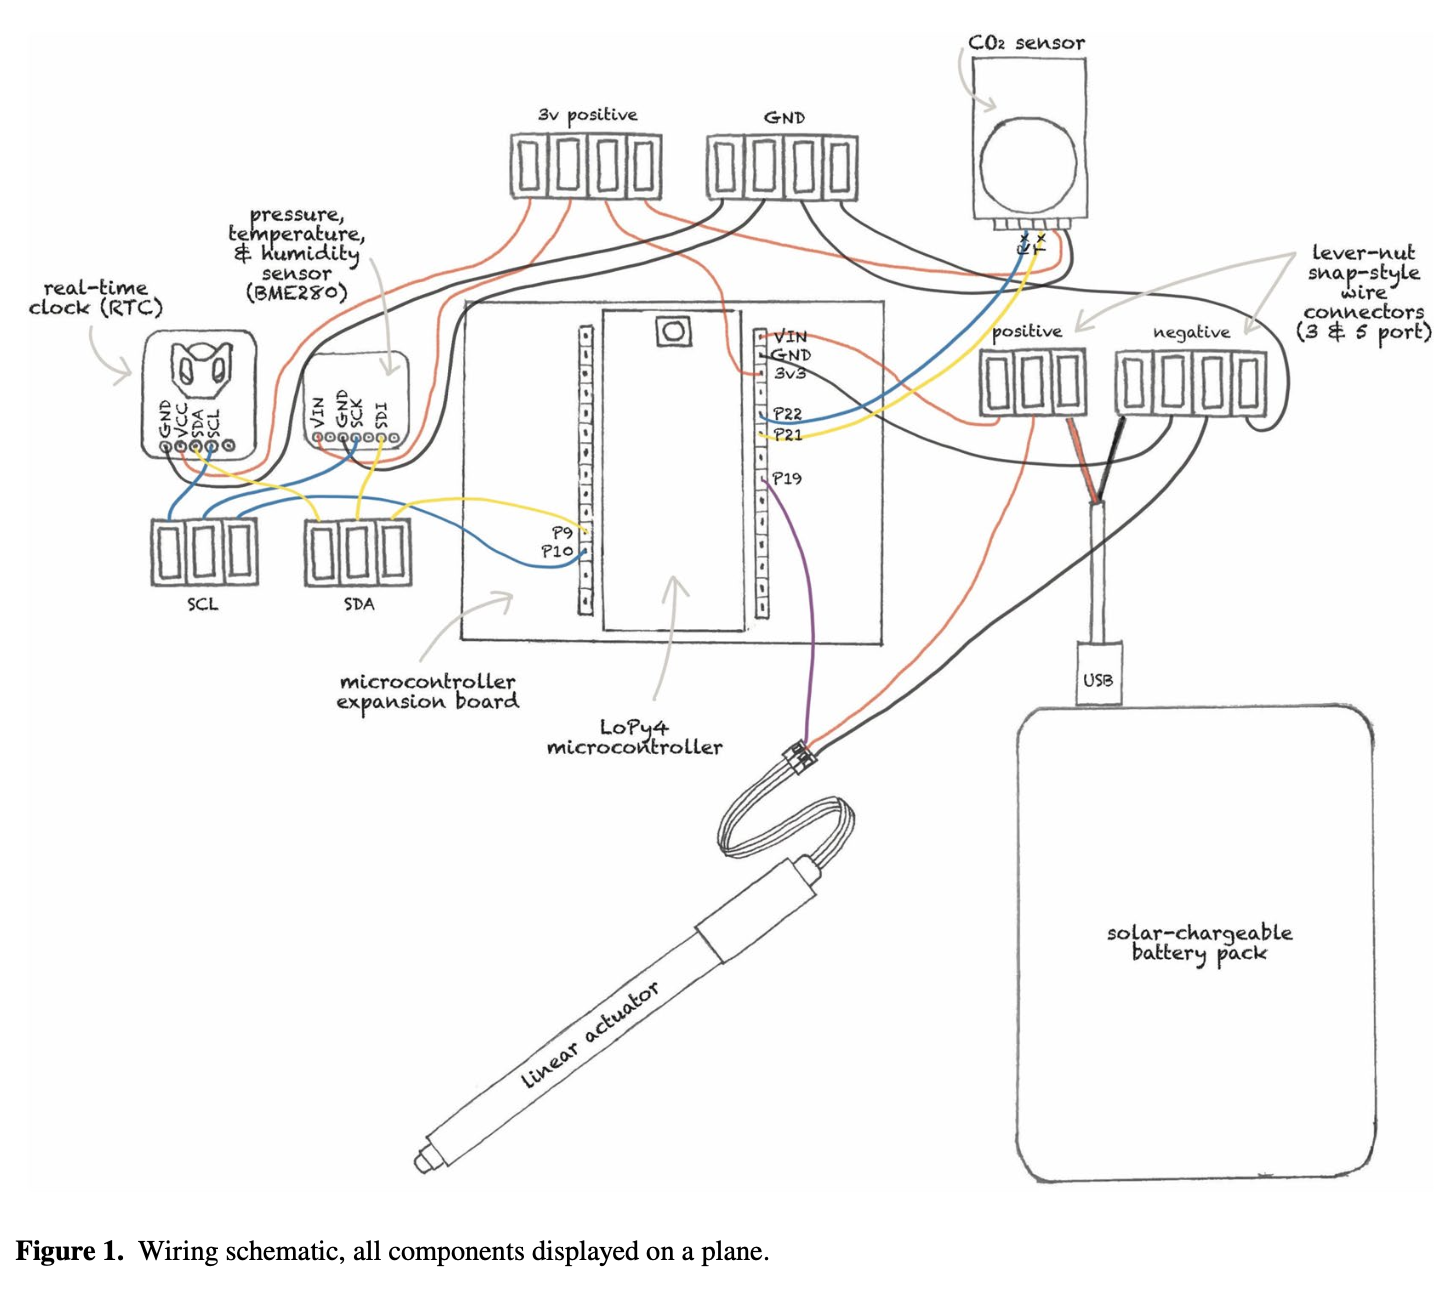 CO2 sensor
3v positive
GND
pressure,
temperature,
& humidity
sensor
(BME280)
real-time
clock (RTC)
lever-nut
snap-style
wire
connectors
(3 & 5 port)
positive
negative
GND
VCC
SDA
SCL
VIN
GND
SCK
SDI
VIN
GND
3v3
P22
P21
P19
P9
P10
SCL
SDA
microcontroller
expansion board
LoPy4
microcontroller
USB
solar-chargeable
battery pack
linear actuator
Figure 1. Wiring schematic, all components displayed on a plane.